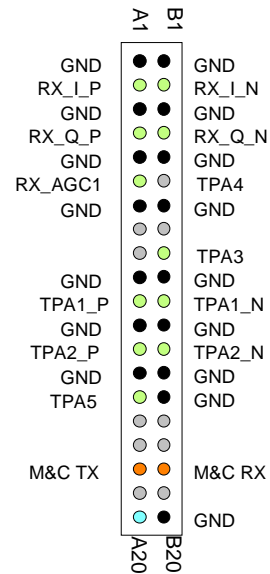 A1 B1
GND GND
RX_I_P RX_I_N
GND GND
RX_Q_P RX_Q_N
GND GND
RX_AGC1 TPA4
GND GND
TPA3
GND GND
TPA1_P TPA1_N
GND GND
TPA2_P TPA2_N
GND GND
TPA5 GND
M&C TX M&C RX
GND
A20 B20